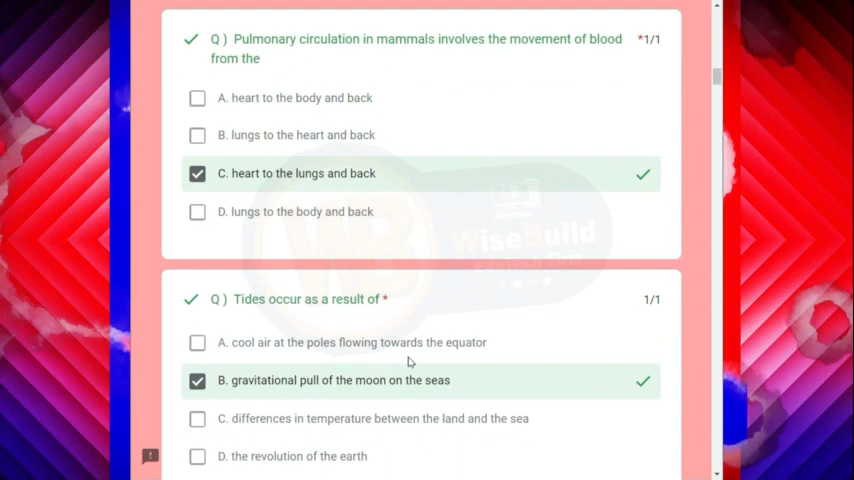 Q ) Pulmonary circulation in mammals involves the movement of blood *1/1
from the
A. heart to the body and back
B. lungs to the heart and back
C. heart to the lungs and back
D. lungs to the body and back
WB
WiseBuild
Q ) Tides occur as a result of * 1/1
A. cool air at the poles flowing towards the equator
B. gravitational pull of the moon on the seas
C. differences in temperature between the land and the sea
D. the revolution of the earth